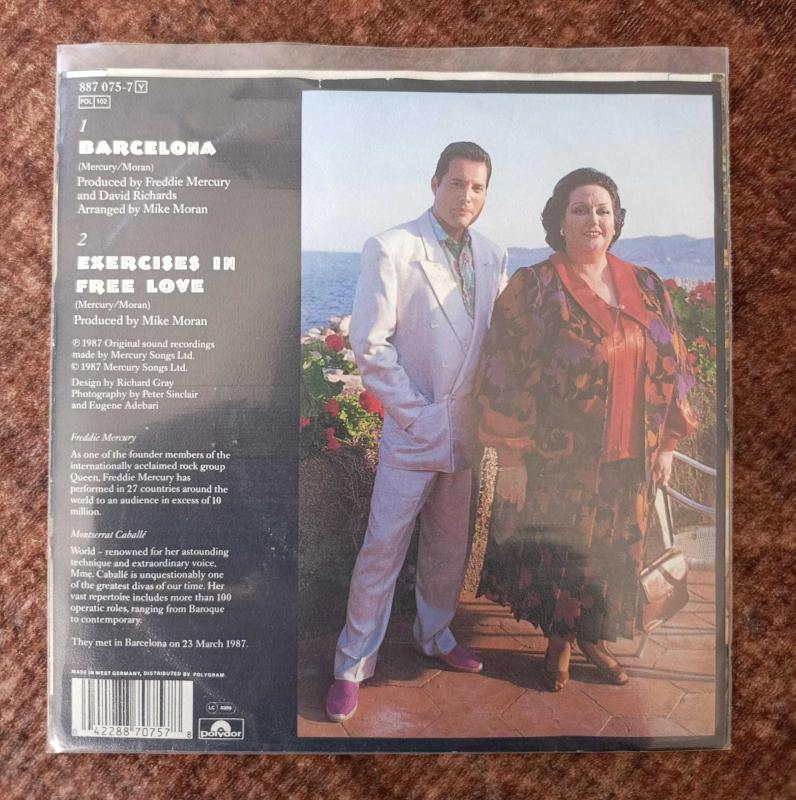 887 075-7 Y
POL 102
1
BARCELONA
(Mercury/Moran)
Produced by Freddie Mercury
and David Richards
Arranged by Mike Moran
2
EXERCISES IN
FREE LOVE
(Mercury/Moran)
Produced by Mike Moran
℗ 1987 Original sound recordings
made by Mercury Songs Ltd.
© 1987 Mercury Songs Ltd.
Design by Richard Gray
Photography by Peter Sinclair
and Eugene Adebari
Freddie Mercury
As one of the founder members of the
internationally acclaimed rock group
Queen, Freddie Mercury has
performed in 27 countries around the
world to an audience in excess of 10
million.
Montserrat Caballé
World – renowned for her astounding
technique and extraordinary voice,
Mme. Caballé is unquestionably one
of the greatest divas of our time. Her
vast repertoire includes more than 100
operatic roles, ranging from Baroque
to contemporary.
They met in Barcelona on 23 March 1987.
MADE IN WEST GERMANY, DISTRIBUTED BY POLYGRAM.
LC
0 42288 70757 8
Polydor